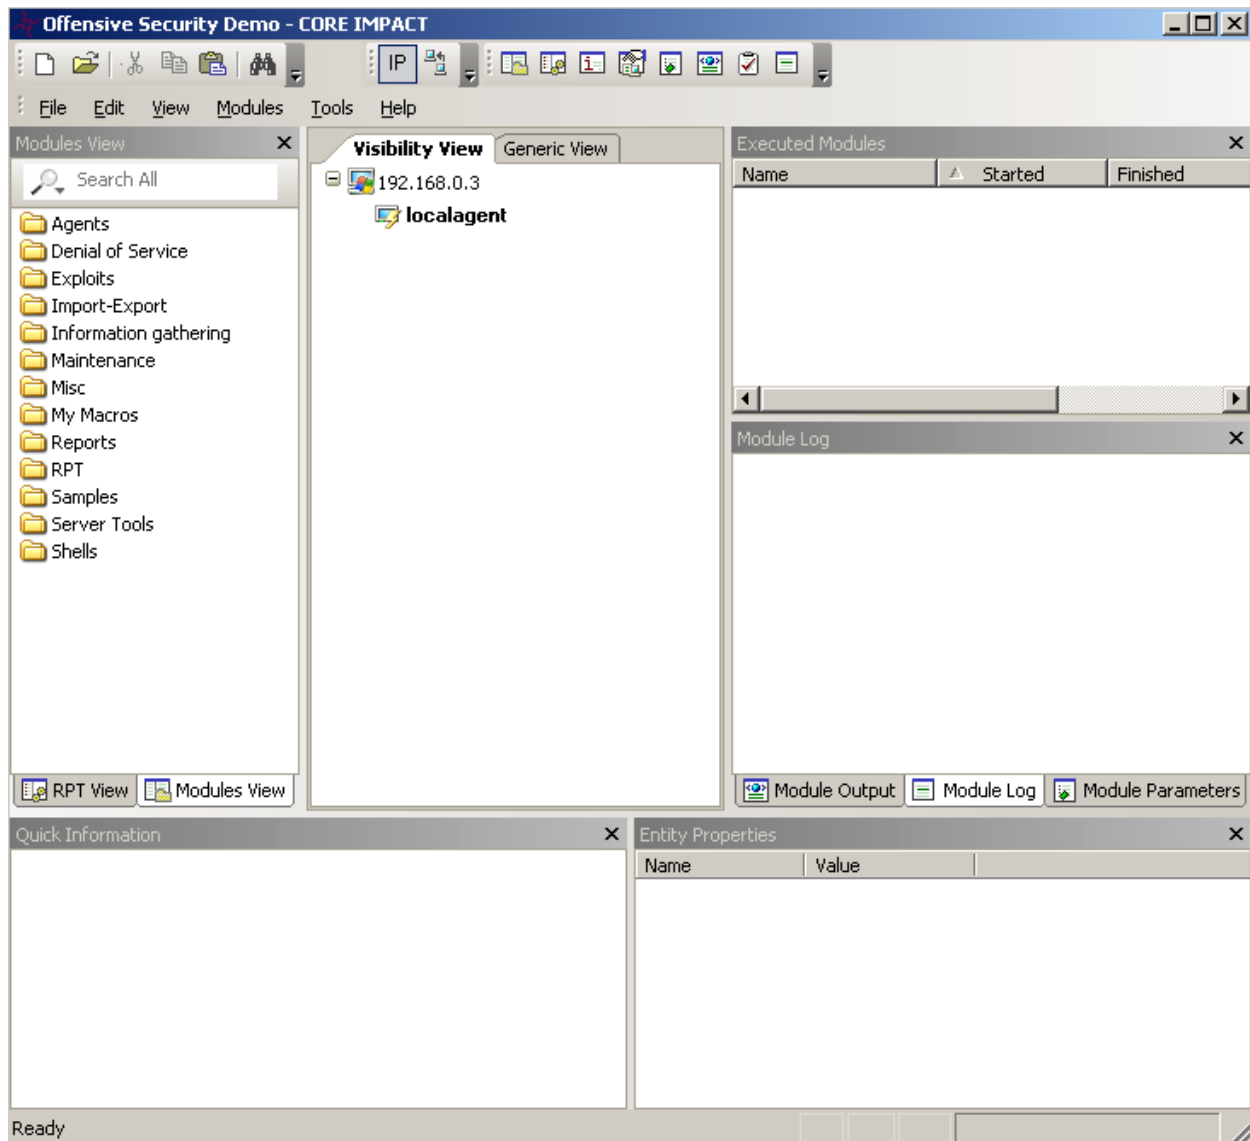 Offensive Security Demo - CORE IMPACT
IP
File Edit View Modules Tools Help
Modules View
Search All
Agents
Denial of Service
Exploits
Import-Export
Information gathering
Maintenance
Misc
My Macros
Reports
RPT
Samples
Server Tools
Shells
RPT View Modules View
Visibility View Generic View
192.168.0.3
localagent
Executed Modules
Name Started Finished
Module Log
Module Output Module Log Module Parameters
Quick Information
Entity Properties
Name Value
Ready